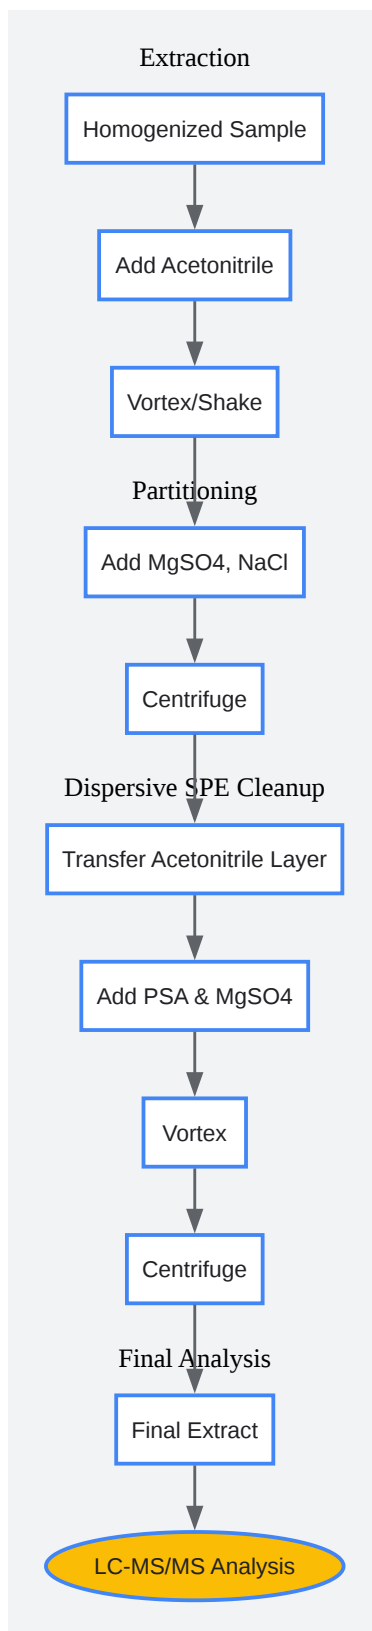 Extraction
Homogenized Sample
Add Acetonitrile
Vortex/Shake
Partitioning
Add MgSO4, NaCl
Centrifuge
Dispersive SPE Cleanup
Transfer Acetonitrile Layer
Add PSA & MgSO4
Vortex
Centrifuge
Final Analysis
Final Extract
LC-MS/MS Analysis